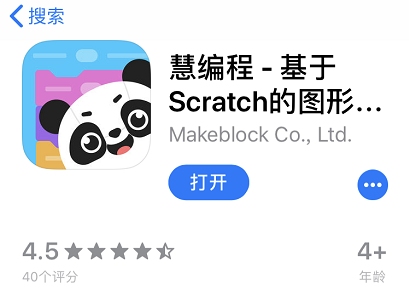 搜索
慧编程 - 基于
Scratch的图形...
Makeblock Co., Ltd.
打开
4.5
4+
40个评分
年龄